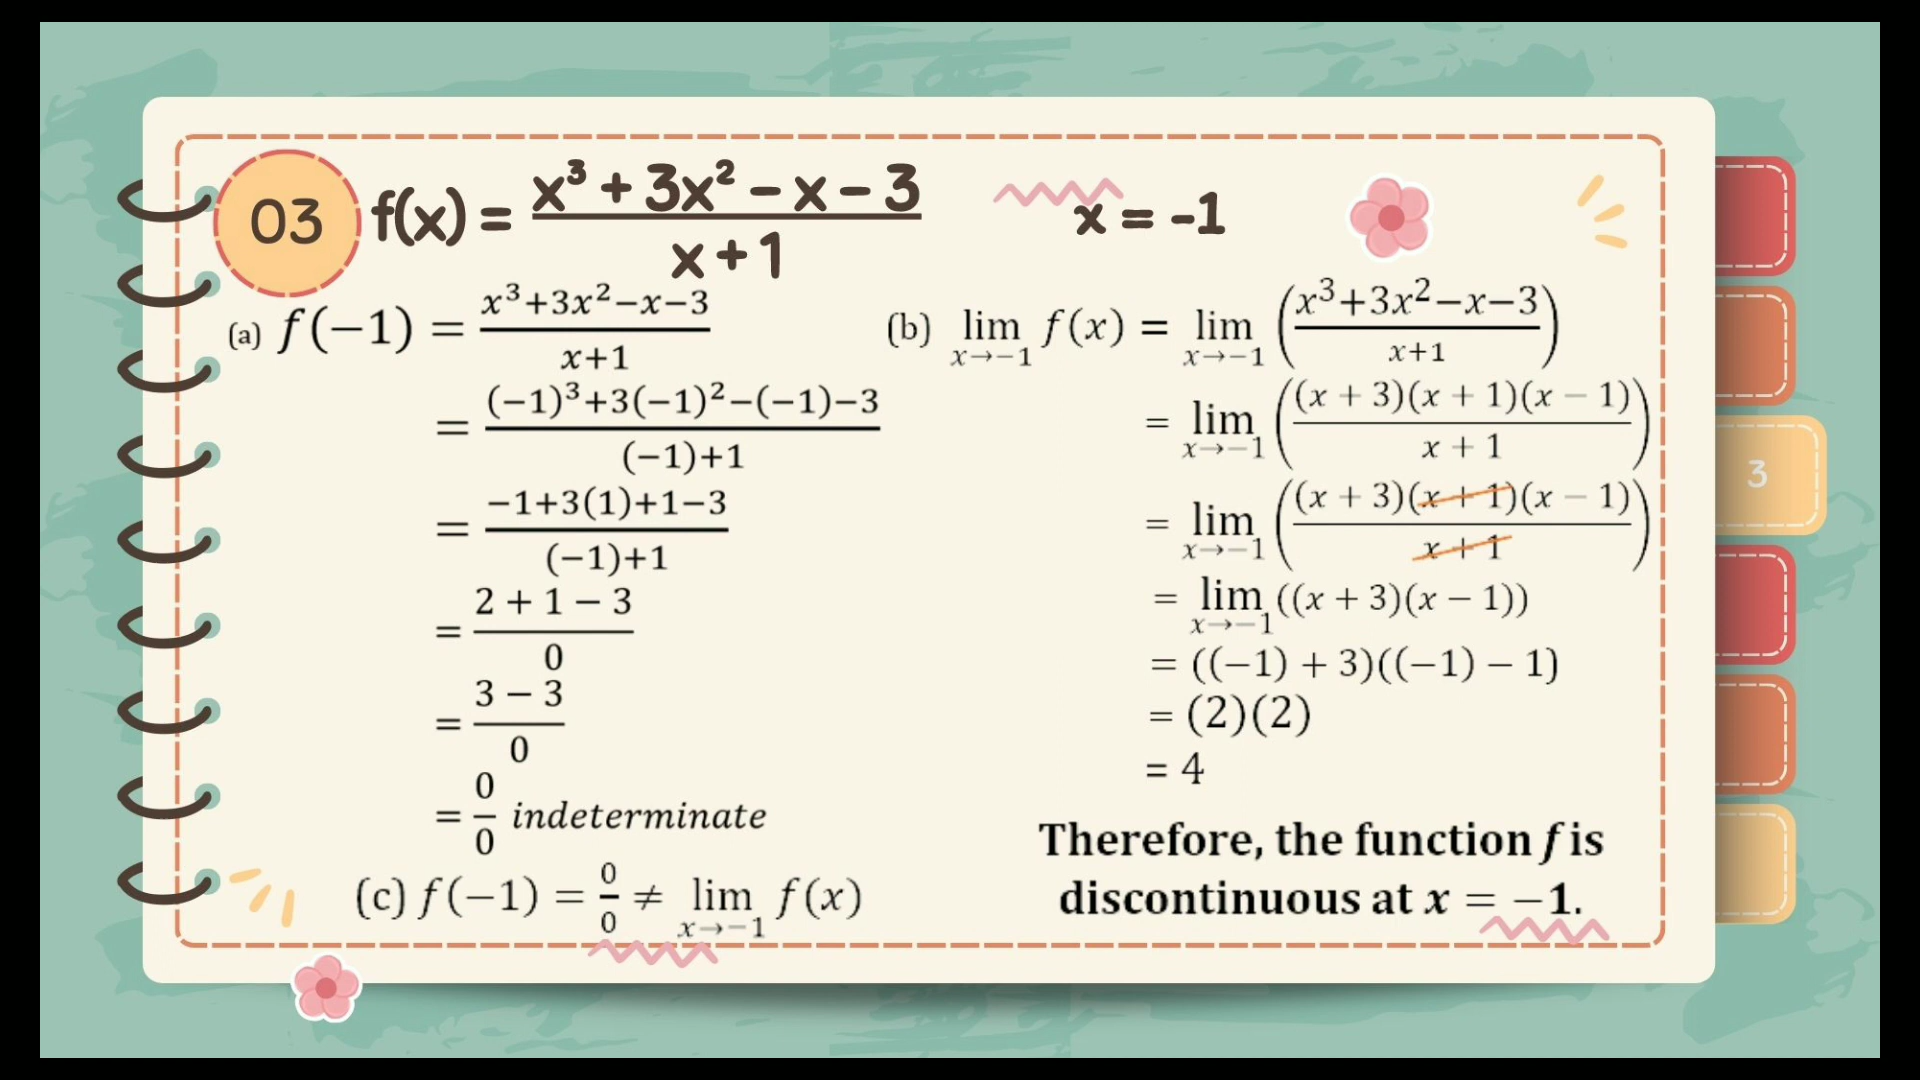 03 f(x) = (x³ + 3x² – x – 3)/(x + 1) x = -1
(a) f(−1) = (x³+3x²−x−3)/(x+1)
= ((−1)³+3(−1)²−(−1)−3)/((−1)+1)
= (−1+3(1)+1−3)/((−1)+1)
= (2 + 1 − 3)/0
= (3 − 3)/0
= 0/0 indeterminate
(c) f(−1) = 0/0 ≠ lim x→−1 f(x)
(b) lim x→−1 f(x) = lim x→−1 ((x³+3x²−x−3)/(x+1))
= lim x→−1 (((x + 3)(x + 1)(x − 1))/(x + 1))
= lim x→−1 (((x + 3)(x + 1)(x − 1))/(x + 1))
= lim x→−1 ((x + 3)(x − 1))
= ((−1) + 3)((−1) − 1)
= (2)(2)
= 4
Therefore, the function f is
discontinuous at x = −1.
3